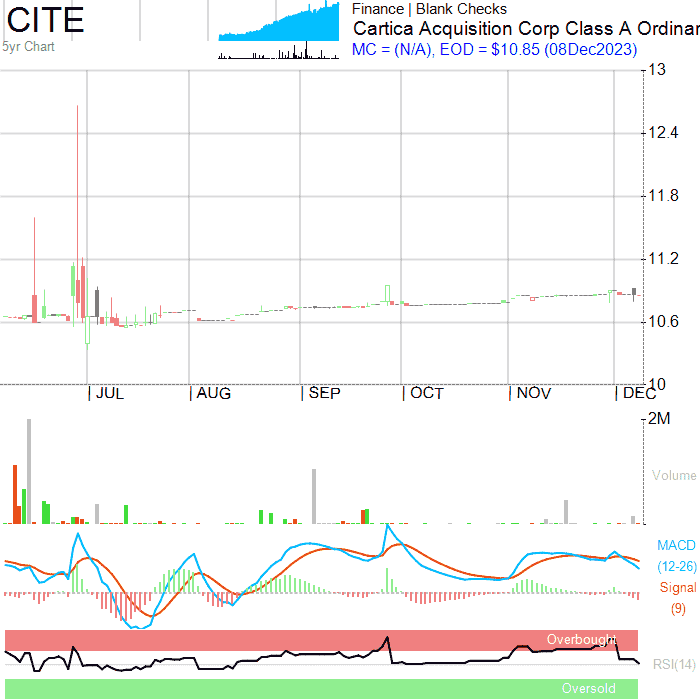 CITE
5yr Chart
Finance | Blank Checks
Cartica Acquisition Corp Class A Ordinar
MC = (N/A), EOD = $10.85 (08Dec2023)
13
12.4
11.8
11.2
10.6
10
JUL AUG SEP OCT NOV DEC
2M
Volume
MACD
(12-26)
Signal
(9)
Overbought
RSI(14)
Oversold